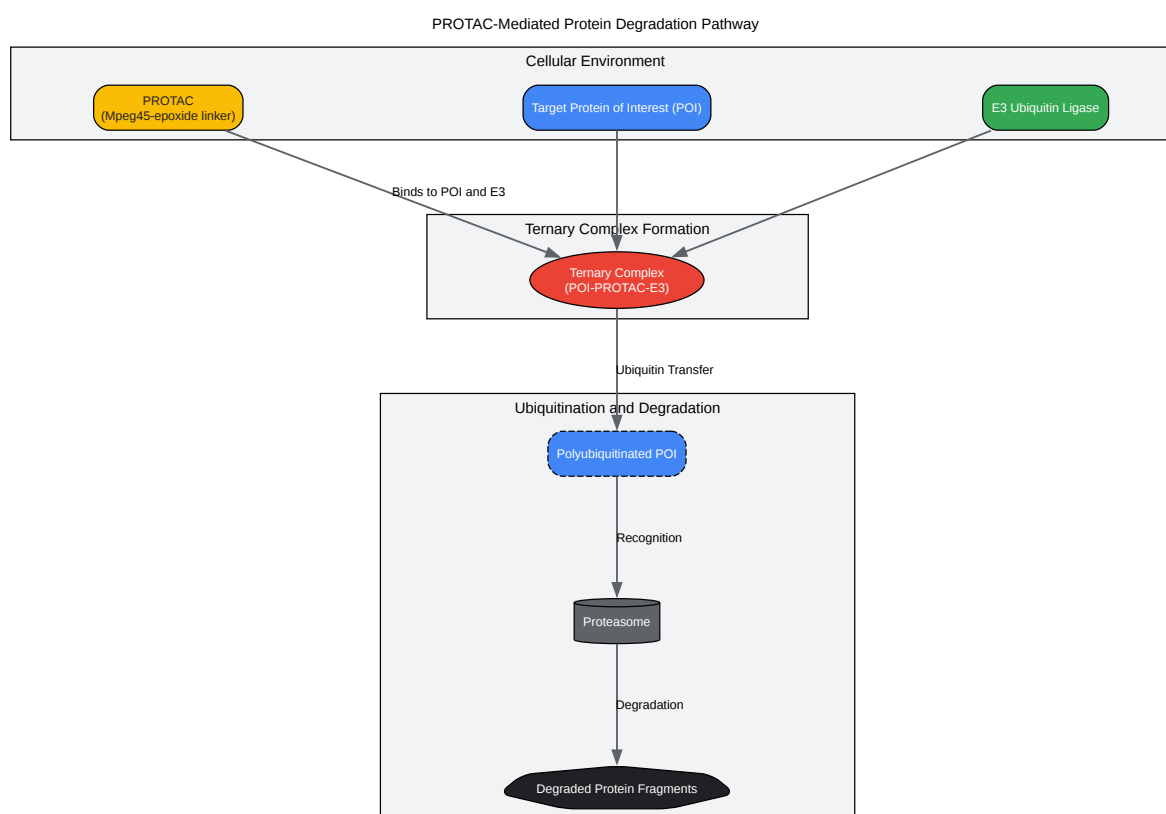 PROTAC-Mediated Protein Degradation Pathway
Cellular Environment
PROTAC
(Mpeg45-epoxide linker)
Target Protein of Interest (POI)
E3 Ubiquitin Ligase
Binds to POI and E3
Ternary Complex Formation
Ternary Complex
(POI-PROTAC-E3)
Ubiquitin Transfer
Ubiquitination and Degradation
Polyubiquitinated POI
Recognition
Proteasome
Degradation
Degraded Protein Fragments